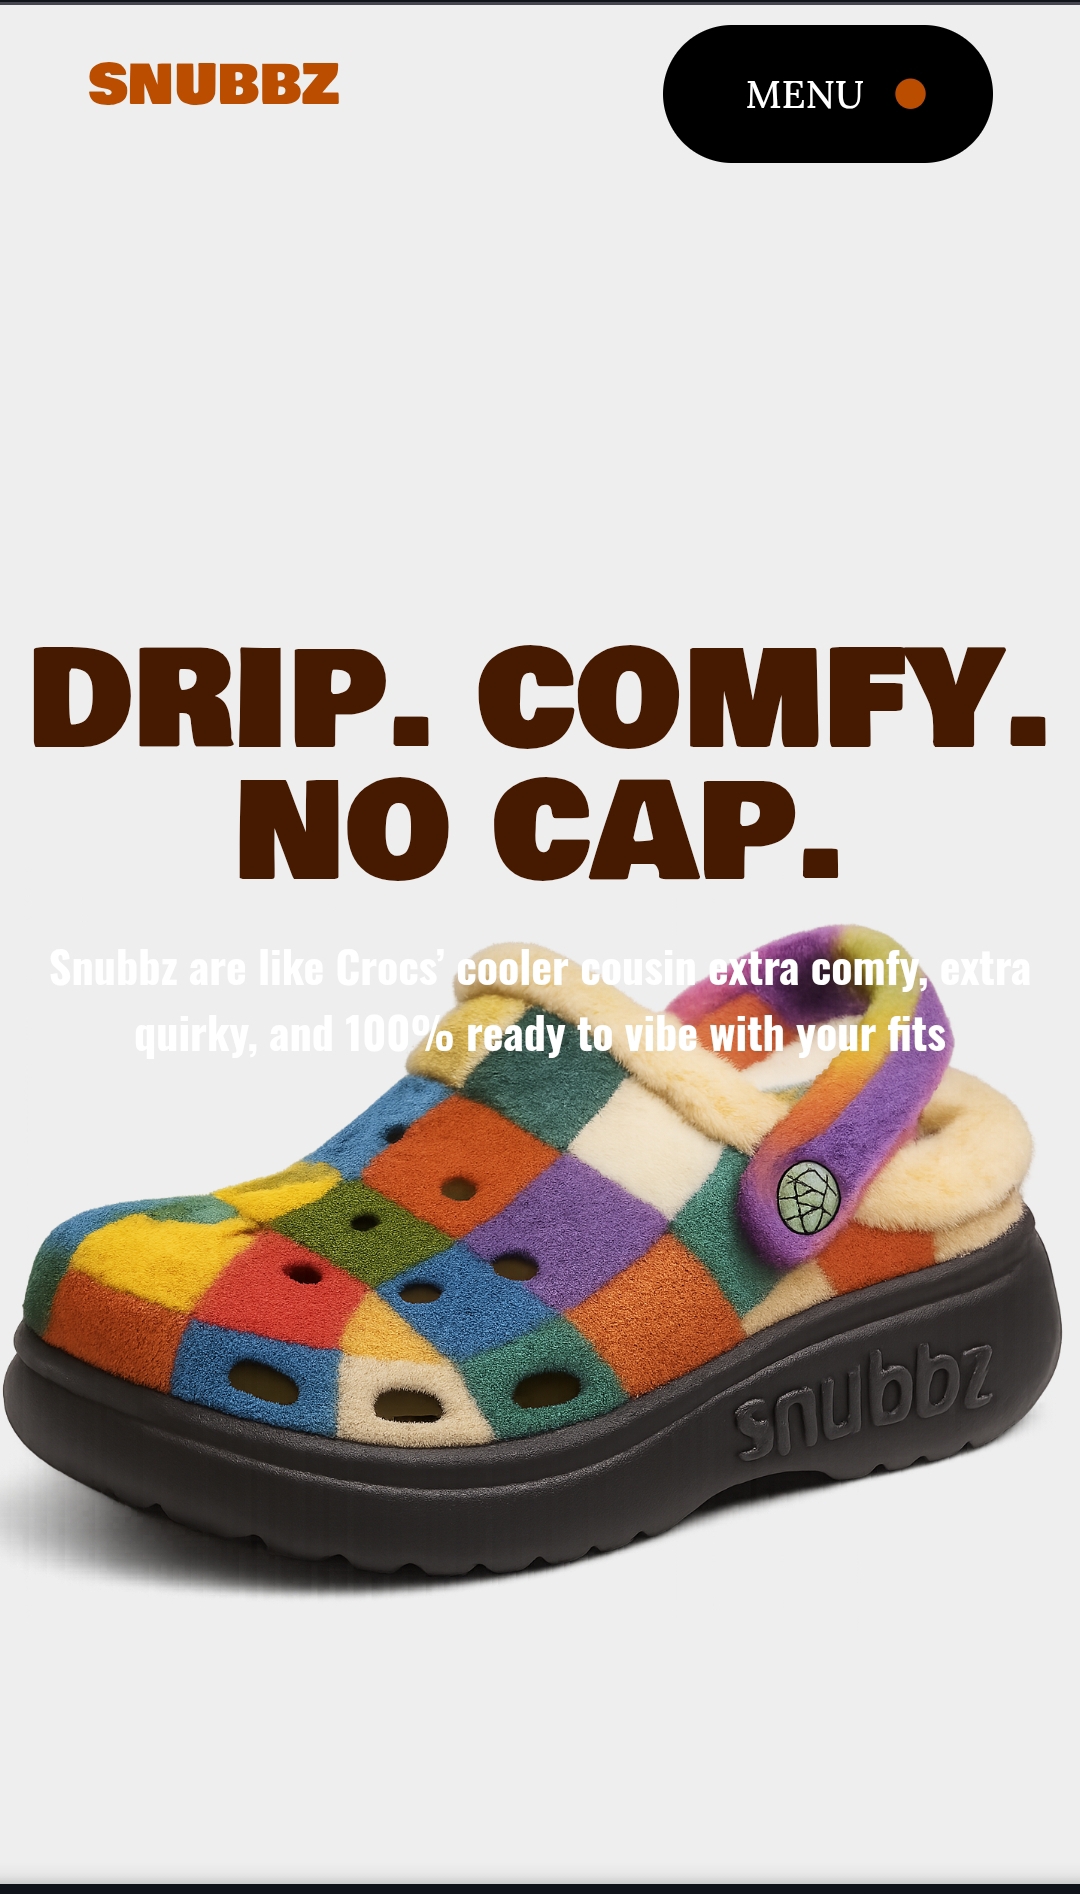 SNUBBZ
MENU
DRIP. COMFY.
NO CAP.
Snubbz are like Crocs’ cooler cousin extra comfy, extra
quirky, and 100% ready to vibe with your fits
snubbz